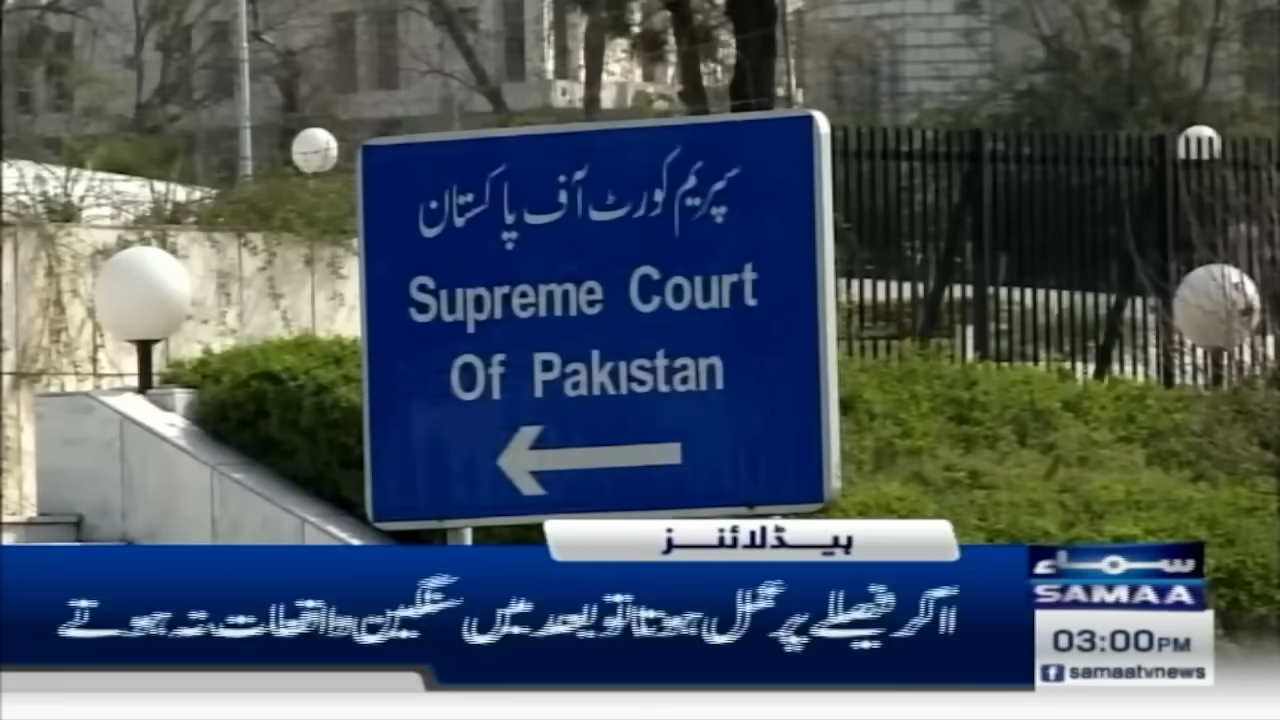 سپریم کورٹ آف پاکستان
Supreme Court
Of Pakistan
ہیڈلائنز
اگر فیصلے پر عمل ہوتا تو بعد میں سنگین واقعات نہ ہوتے
سماء
SAMAA
03:00PM
samaatvnews